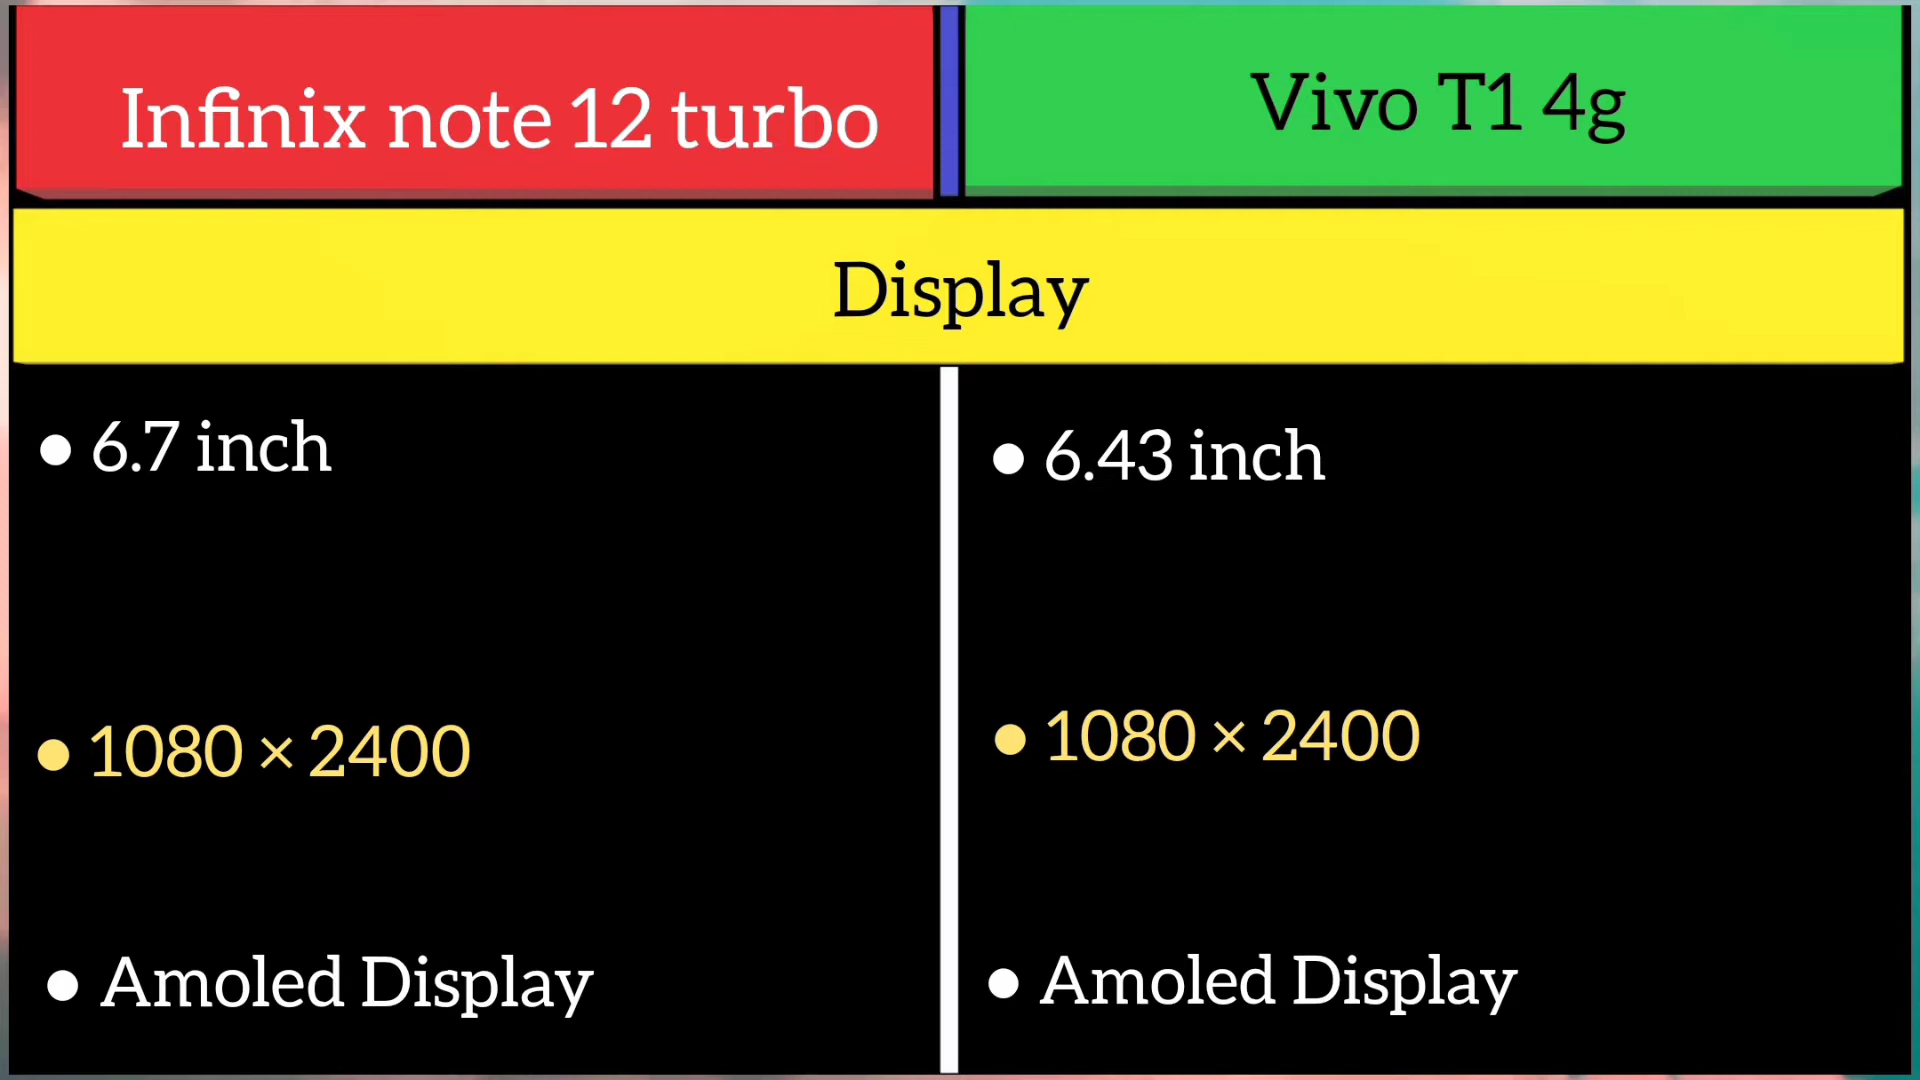 Infinix note 12 turbo
Vivo T1 4g
Display
● 6.7 inch
● 6.43 inch
● 1080 × 2400
● 1080 × 2400
● Amoled Display
● Amoled Display